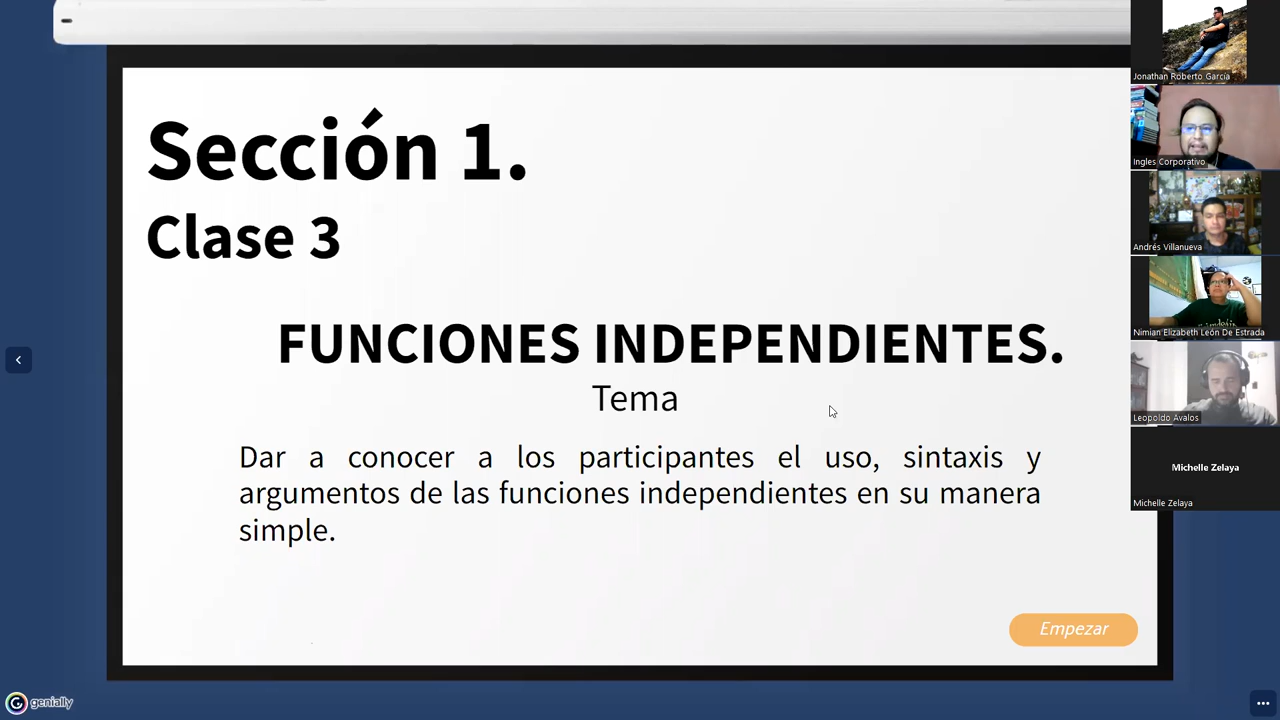 Sección 1.
Clase 3
FUNCIONES INDEPENDIENTES.
Tema
Dar a conocer a los participantes el uso, sintaxis y
argumentos de las funciones independientes en su manera
simple.
Empezar
genially
Jonathan Roberto García
Ingles Corporativo
Andrés Villanueva
Nimian Elizabeth León De Estrada
Leopoldo Avalos
Michelle Zelaya
Michelle Zelaya